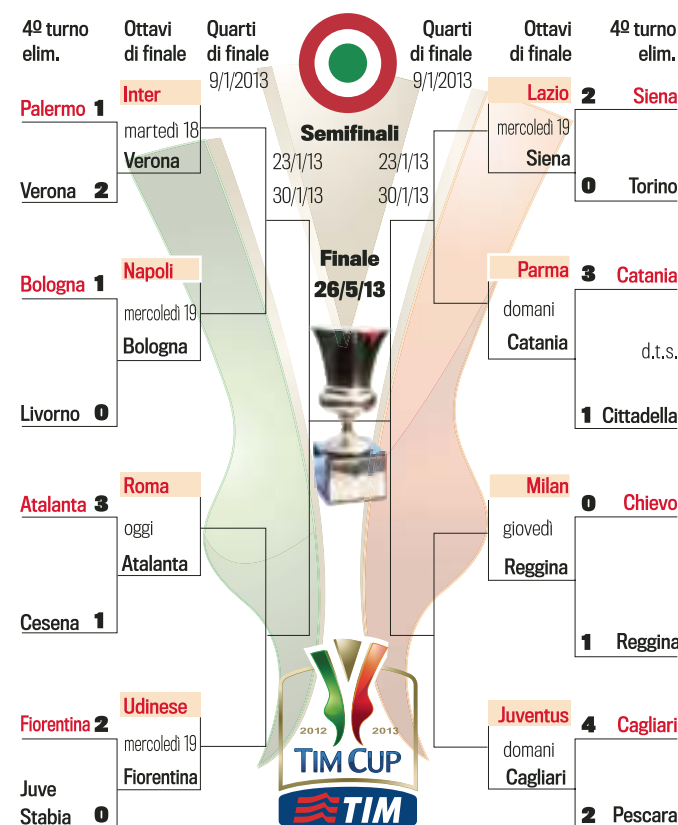 4º turno
elim.
Ottavi
di finale
Quarti
di finale
9/1/2013
Quarti
di finale
9/1/2013
Ottavi
di finale
4º turno
elim.
Palermo 1
Verona 2
Inter
martedì 18
Verona
Bologna 1
Livorno 0
Napoli
mercoledì 19
Bologna
Atalanta 3
Cesena 1
Roma
oggi
Atalanta
Fiorentina 2
Juve
Stabia 0
Udinese
mercoledì 19
Fiorentina
Semifinali
23/1/13 23/1/13
30/1/13 30/1/13
Finale
26/5/13
2012 2013
TIM CUP
TIM
Lazio
mercoledì 19
Siena
2 Siena
0 Torino
Parma
domani
Catania
3 Catania
d.t.s.
1 Cittadella
Milan
giovedì
Reggina
0 Chievo
1 Reggina
Juventus
domani
Cagliari
4 Cagliari
2 Pescara